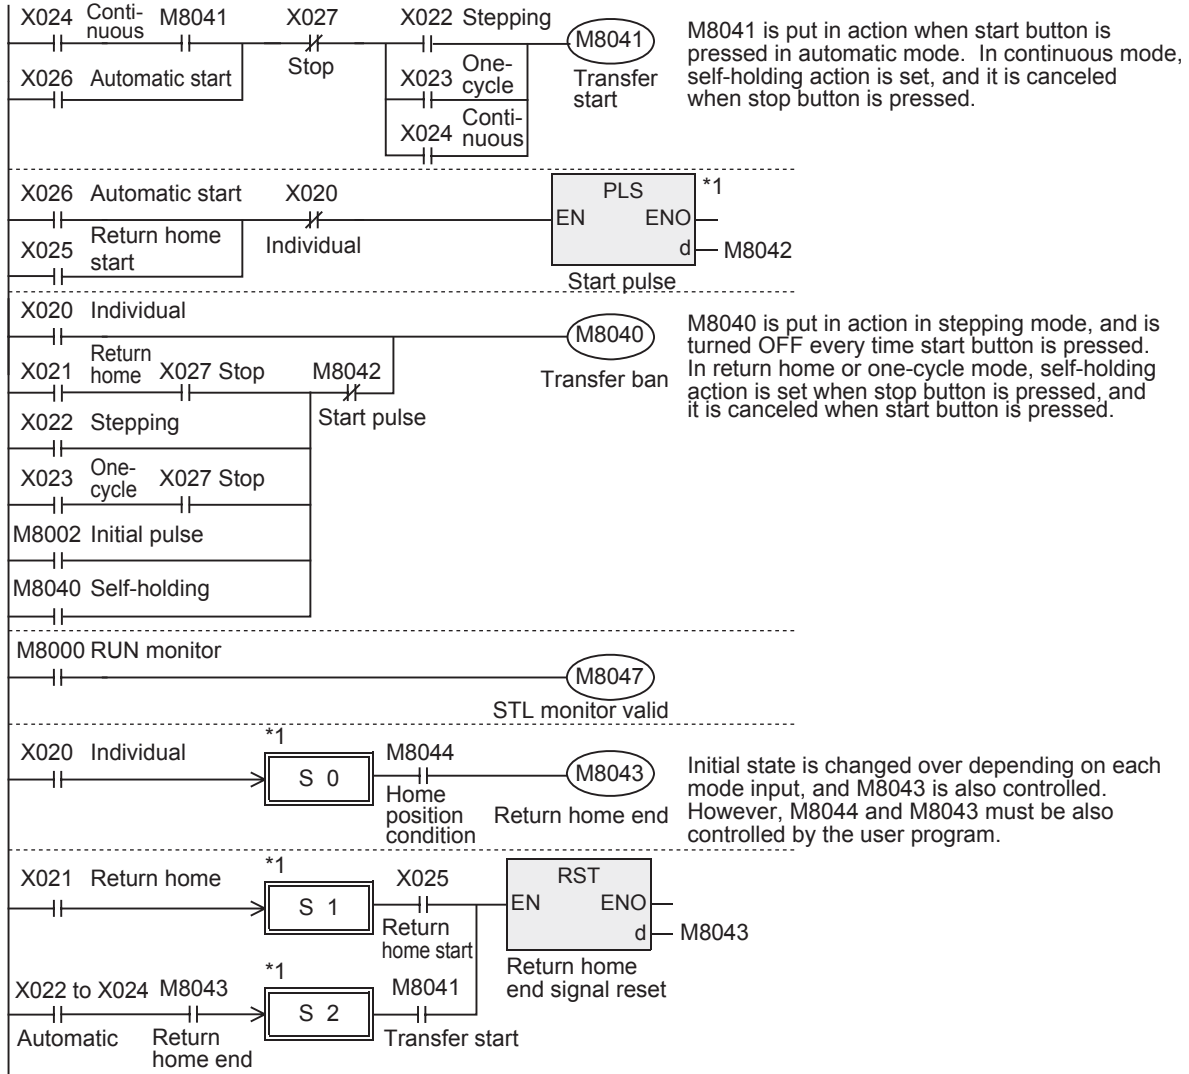 X024 Conti-nuous M8041 X027 X022 Stepping
M8041
Stop
X026 Automatic start
X023 One-cycle
Transfer start
X024 Conti-nuous
M8041 is put in action when start button is
pressed in automatic mode. In continuous mode,
self-holding action is set, and it is canceled
when stop button is pressed.
X026 Automatic start X020
PLS *1
EN ENO
X025 Return home start
Individual
d M8042
Start pulse
X020 Individual
M8040
X021 Return home X027 Stop M8042
Transfer ban
Start pulse
X022 Stepping
X023 One-cycle X027 Stop
M8002 Initial pulse
M8040 Self-holding
M8040 is put in action in stepping mode, and is
turned OFF every time start button is pressed.
In return home or one-cycle mode, self-holding
action is set when stop button is pressed, and
it is canceled when start button is pressed.
M8000 RUN monitor
M8047
STL monitor valid
X020 Individual *1 M8044
S 0
M8043
Home position condition
Return home end
Initial state is changed over depending on each
mode input, and M8043 is also controlled.
However, M8044 and M8043 must be also
controlled by the user program.
X021 Return home *1 X025
RST
S 1
EN ENO
Return home start
d M8043
Return home end signal reset
X022 to X024 M8043 *1 M8041
S 2
Automatic Return home end Transfer start